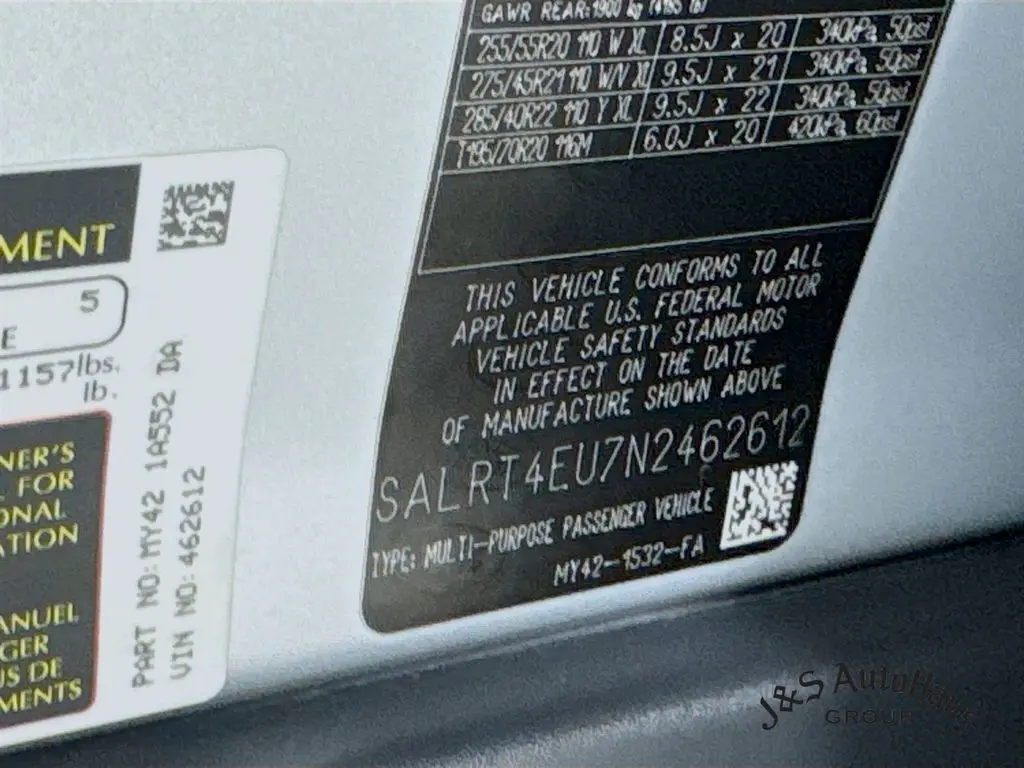 GAWR REAR:1900 kg (4189 lb)
255/55R20 110 W XL 8.5J x 20 340kPa, 50psi
275/45R21 110 W/V XL 9.5J x 21 340kPa, 50psi
285/40R22 110 Y XL 9.5J x 22 340kPa, 50psi
T195/70R20 116M 6.0J x 20 420kPa, 60psi
THIS VEHICLE CONFORMS TO ALL
APPLICABLE U.S. FEDERAL MOTOR
VEHICLE SAFETY STANDARDS
IN EFFECT ON THE DATE
OF MANUFACTURE SHOWN ABOVE
SALRT4EU7N2462612
TYPE: MULTI-PURPOSE PASSENGER VEHICLE
MY42-1532-FA
MENT
5
E
1157lbs.
lb.
NER'S
FOR
ONAL
ATION
ANUEL
GER
US DE
MENTS
PART NO:MY42 1A552 DA
VIN NO:462612
J&S AutoHaus
GROUP